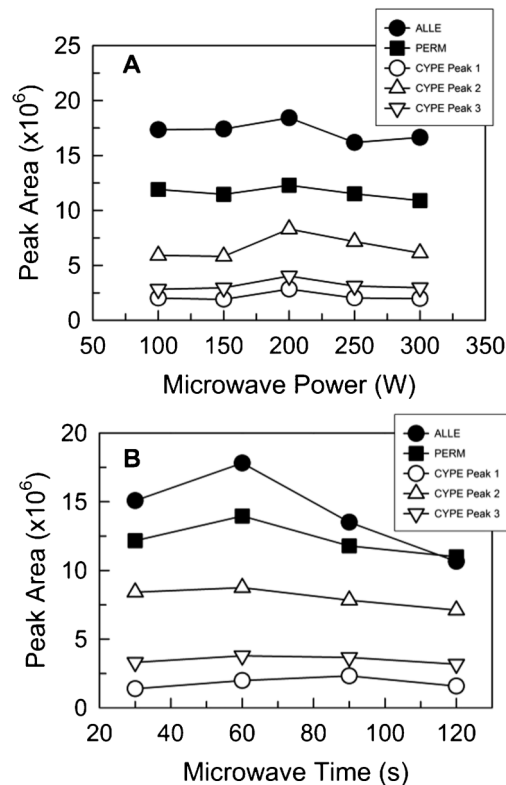 A
ALLE
PERM
CYPE Peak 1
CYPE Peak 2
CYPE Peak 3
Peak Area (x10⁶)
25
20
15
10
5
0
50 100 150 200 250 300 350
Microwave Power (W)
B
ALLE
PERM
CYPE Peak 1
CYPE Peak 2
CYPE Peak 3
Peak Area (x10⁶)
20
15
10
5
0
20 40 60 80 100 120
Microwave Time (s)